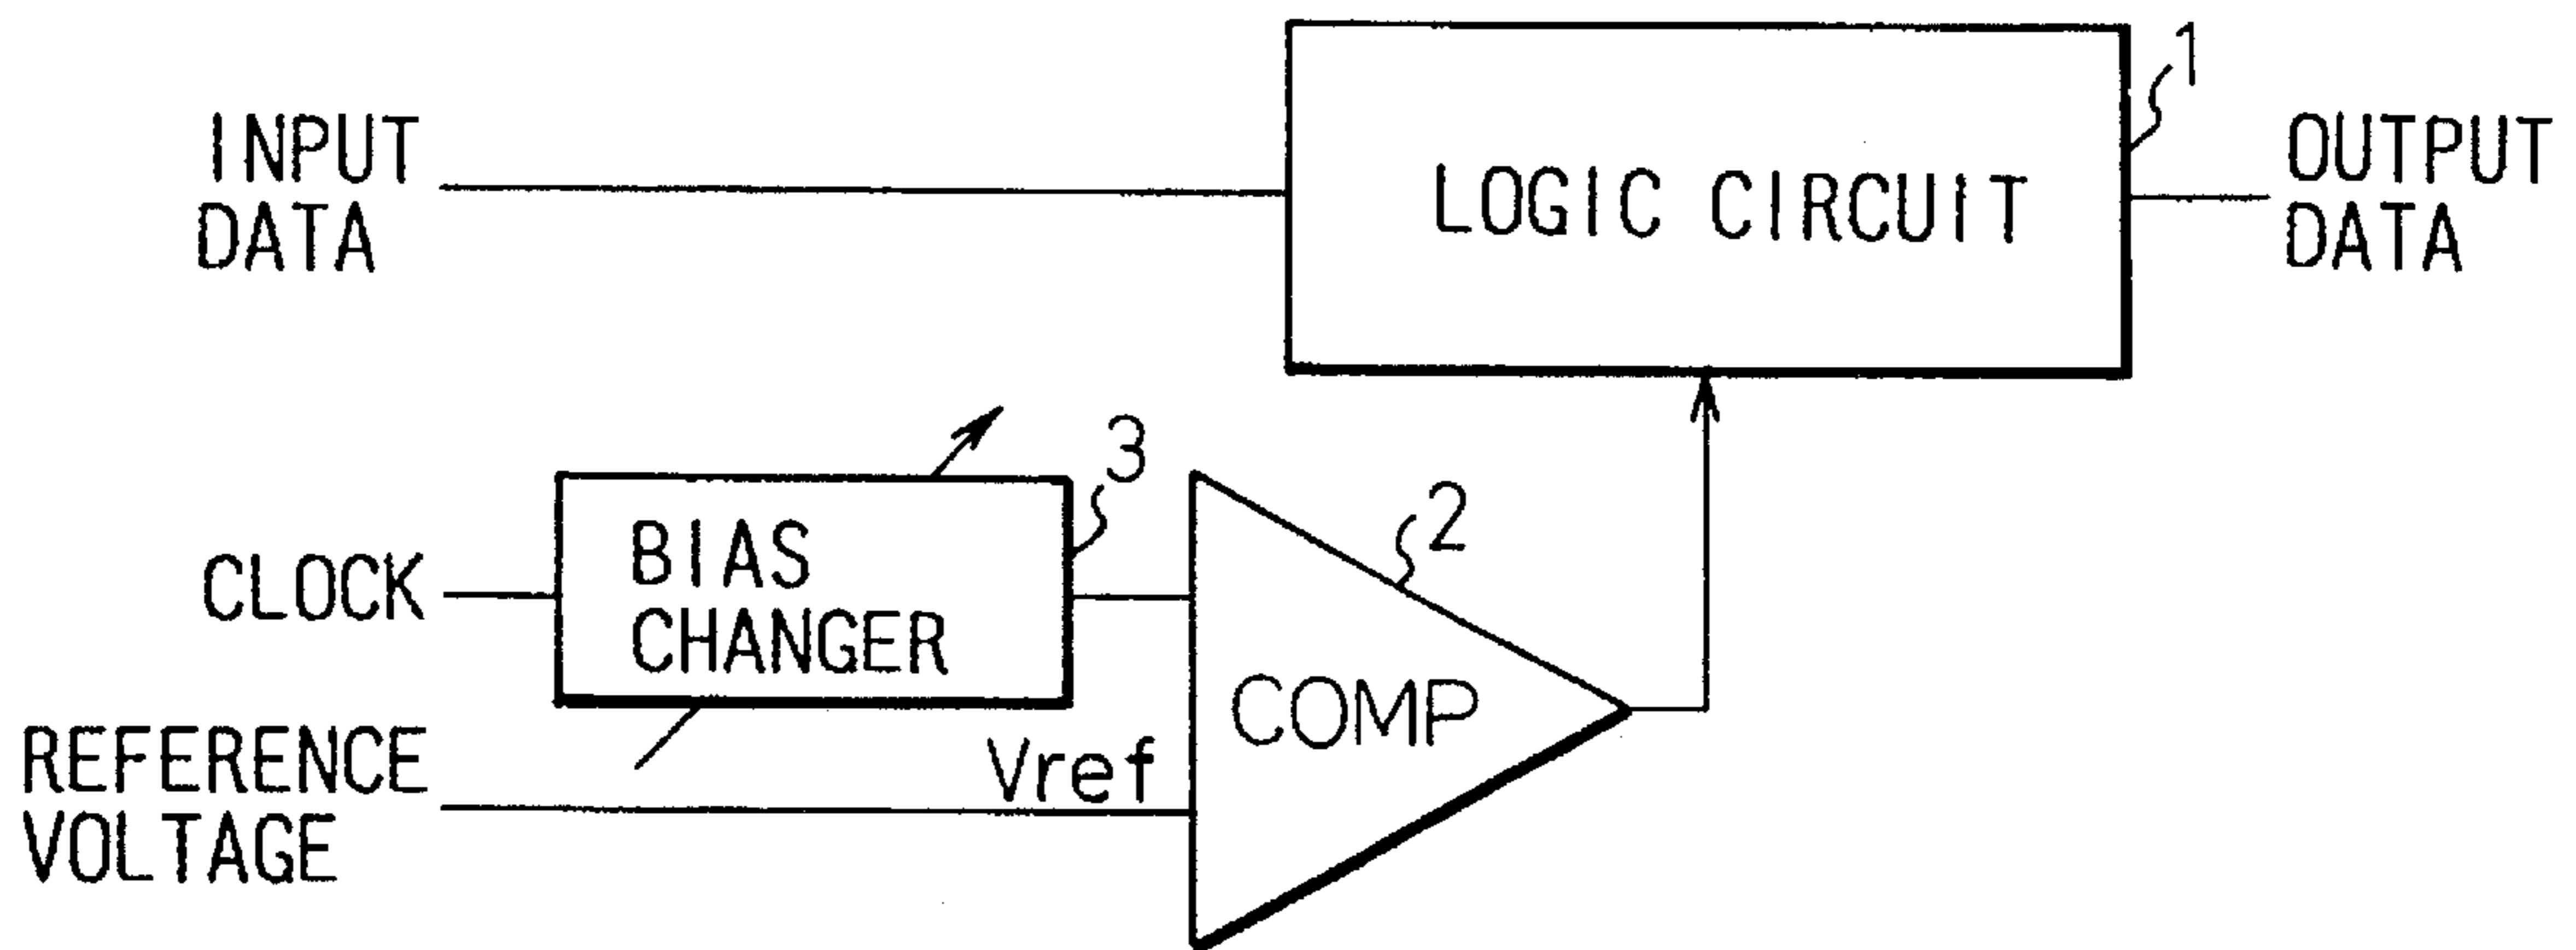 INPUT
DATA
LOGIC CIRCUIT
1
OUTPUT
DATA
CLOCK
BIAS
CHANGER
3
2
COMP
REFERENCE
VOLTAGE
Vref